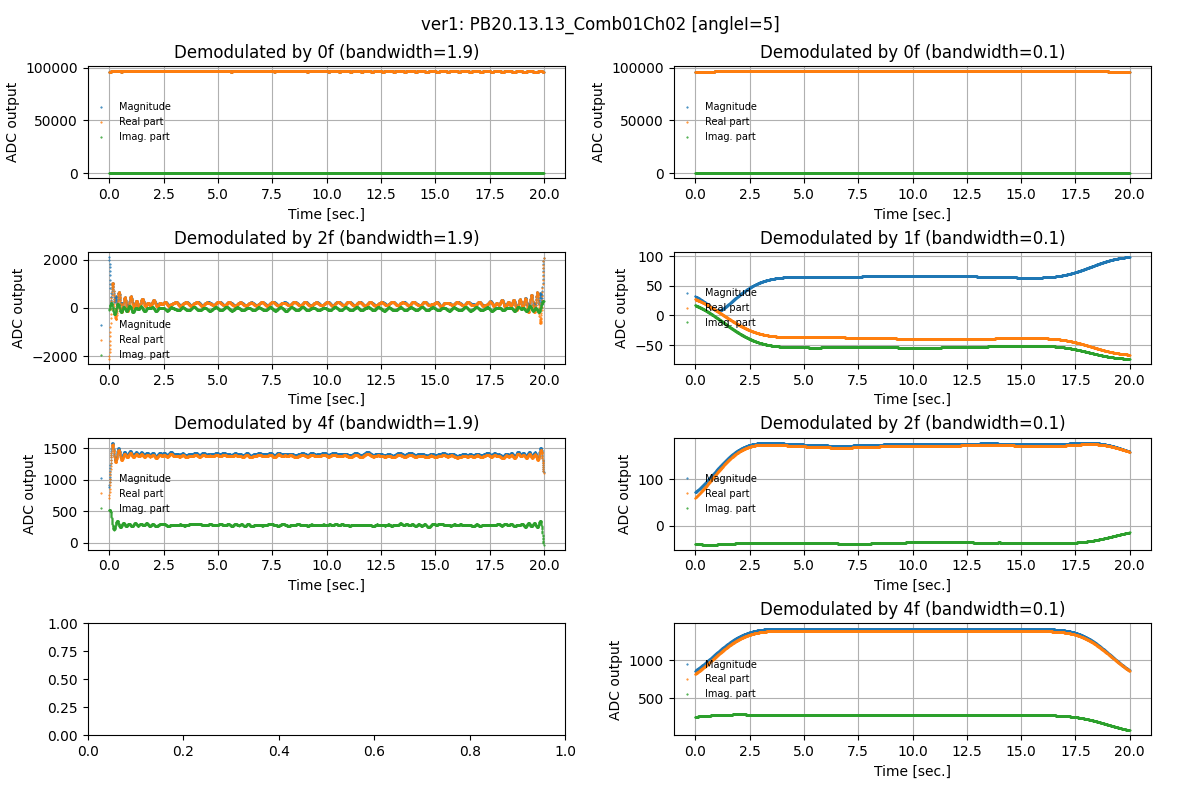 ver1: PB20.13.13_Comb01Ch02 [angleI=5]
Demodulated by 0f (bandwidth=1.9)
ADC output
100000
50000
0
Magnitude
Real part
Imag. part
0.0 2.5 5.0 7.5 10.0 12.5 15.0 17.5 20.0
Time [sec.]
Demodulated by 0f (bandwidth=0.1)
ADC output
100000
50000
0
Magnitude
Real part
Imag. part
0.0 2.5 5.0 7.5 10.0 12.5 15.0 17.5 20.0
Time [sec.]
Demodulated by 2f (bandwidth=1.9)
ADC output
2000
0
−2000
Magnitude
Real part
Imag. part
0.0 2.5 5.0 7.5 10.0 12.5 15.0 17.5 20.0
Time [sec.]
Demodulated by 1f (bandwidth=0.1)
ADC output
100
50
0
−50
Magnitude
Real part
Imag. part
0.0 2.5 5.0 7.5 10.0 12.5 15.0 17.5 20.0
Time [sec.]
Demodulated by 4f (bandwidth=1.9)
ADC output
1500
1000
500
0
Magnitude
Real part
Imag. part
0.0 2.5 5.0 7.5 10.0 12.5 15.0 17.5 20.0
Time [sec.]
Demodulated by 2f (bandwidth=0.1)
ADC output
100
0
Magnitude
Real part
Imag. part
0.0 2.5 5.0 7.5 10.0 12.5 15.0 17.5 20.0
Time [sec.]
1.00
0.75
0.50
0.25
0.00
0.0 0.2 0.4 0.6 0.8 1.0
Demodulated by 4f (bandwidth=0.1)
ADC output
1000
500
Magnitude
Real part
Imag. part
0.0 2.5 5.0 7.5 10.0 12.5 15.0 17.5 20.0
Time [sec.]